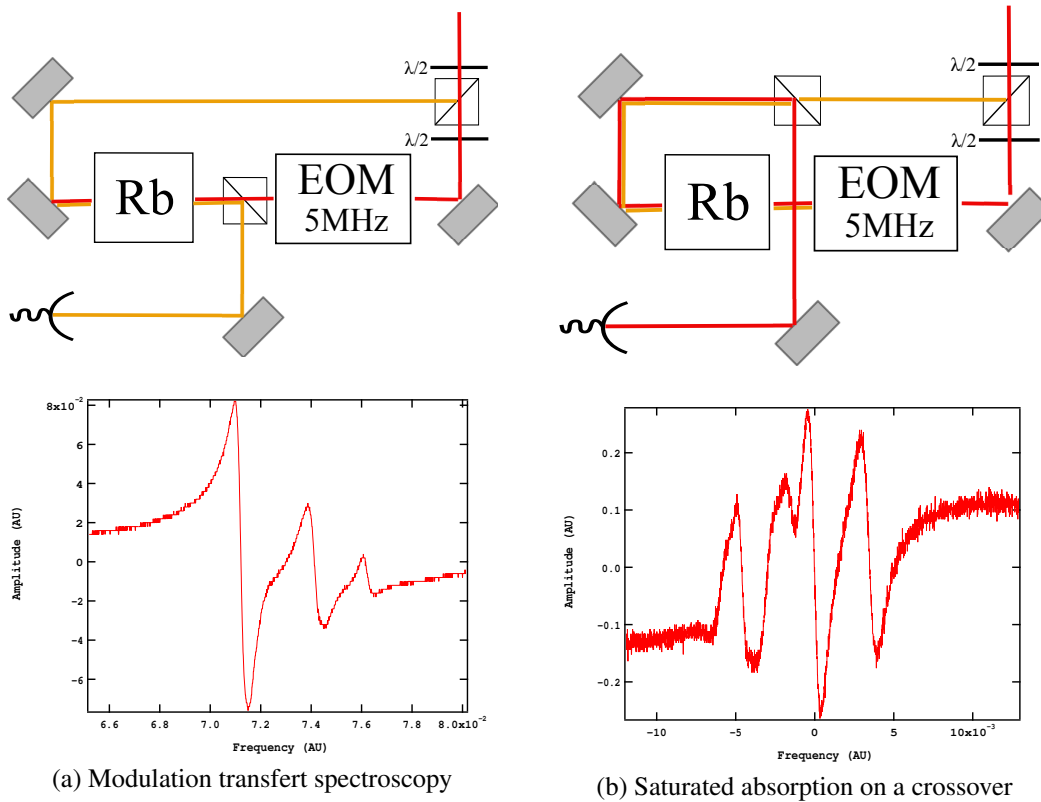 λ/2
λ/2
Rb
EOM
5MHz
λ/2
λ/2
Rb
EOM
5MHz
8x10-2
6
4
2
0
-2
-4
-6
Amplitude (AU)
6.6 6.8 7.0 7.2 7.4 7.6 7.8 8.0x10-2
Frequency (AU)
(a) Modulation transfert spectroscopy
0.2
0.1
0.0
-0.1
-0.2
Amplitude (AU)
-10 -5 0 5 10x10-3
Frequency (AU)
(b) Saturated absorption on a crossover